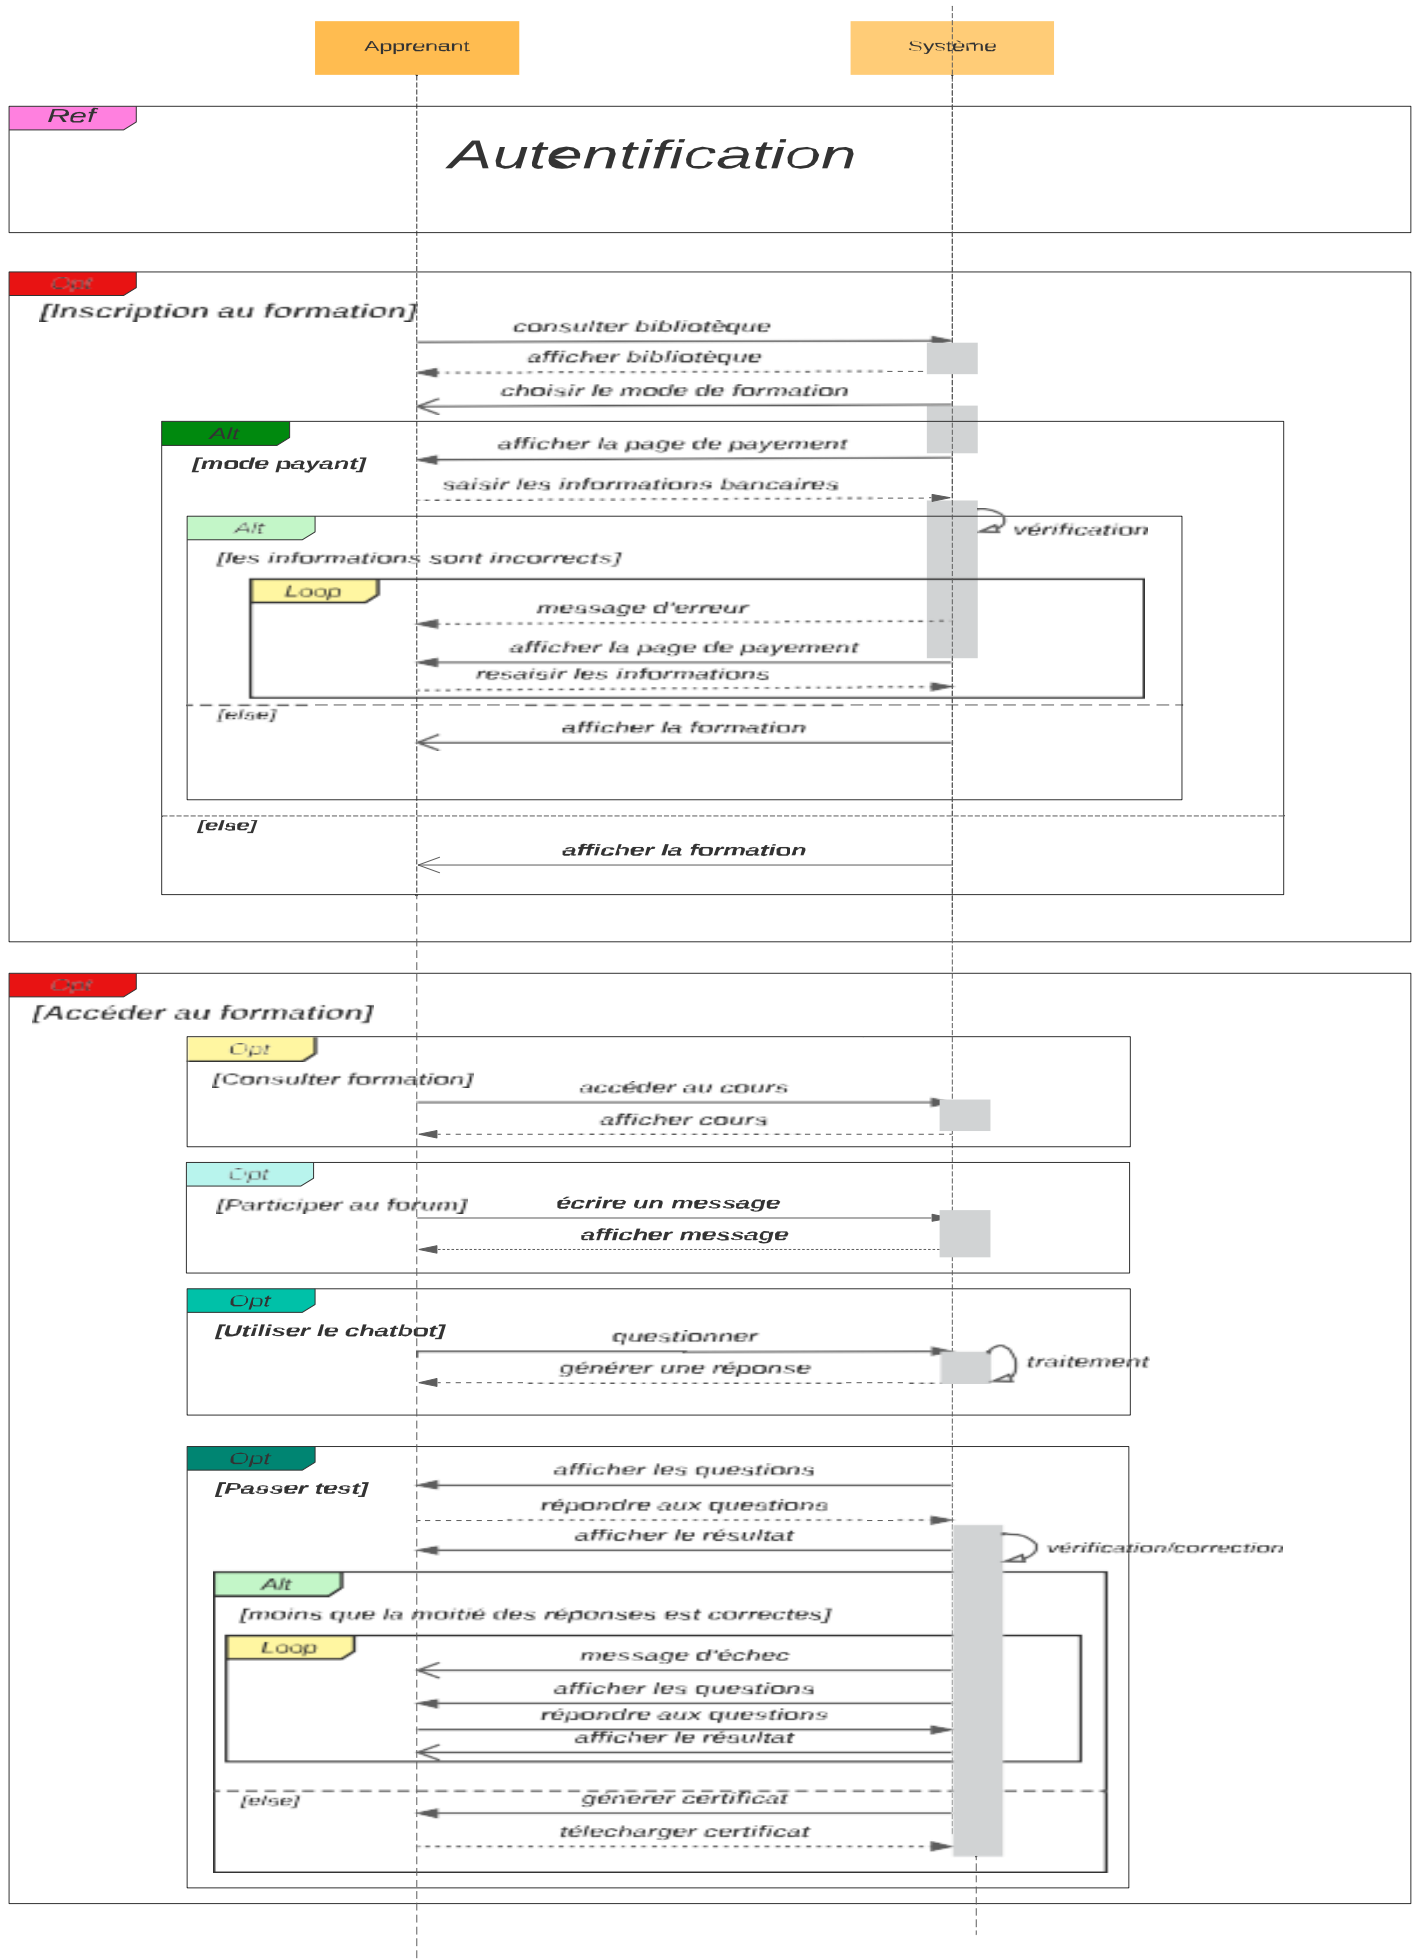 Apprenant
Système
Ref
Autentification
Opt
[Inscription au formation]
consulter bibliotèque
afficher bibliotèque
choisir le mode de formation
Alt
afficher la page de payement
[mode payant]
saisir les informations bancaires
Alt
vérification
[les informations sont incorrects]
Loop
message d'erreur
afficher la page de payement
resaisir les informations
[else]
afficher la formation
[else]
afficher la formation
Opt
[Accéder au formation]
Opt
[Consulter formation]
accéder au cours
afficher cours
Opt
[Participer au forum]
écrire un message
afficher message
Opt
[Utiliser le chatbot]
questionner
traitement
générer une réponse
Opt
afficher les questions
[Passer test]
répondre aux questions
afficher le résultat
vérification/correction
Alt
[moins que la moitié des réponses est correctes]
Loop
message d'échec
afficher les questions
répondre aux questions
afficher le résultat
[else]
générer certificat
télecharger certificat